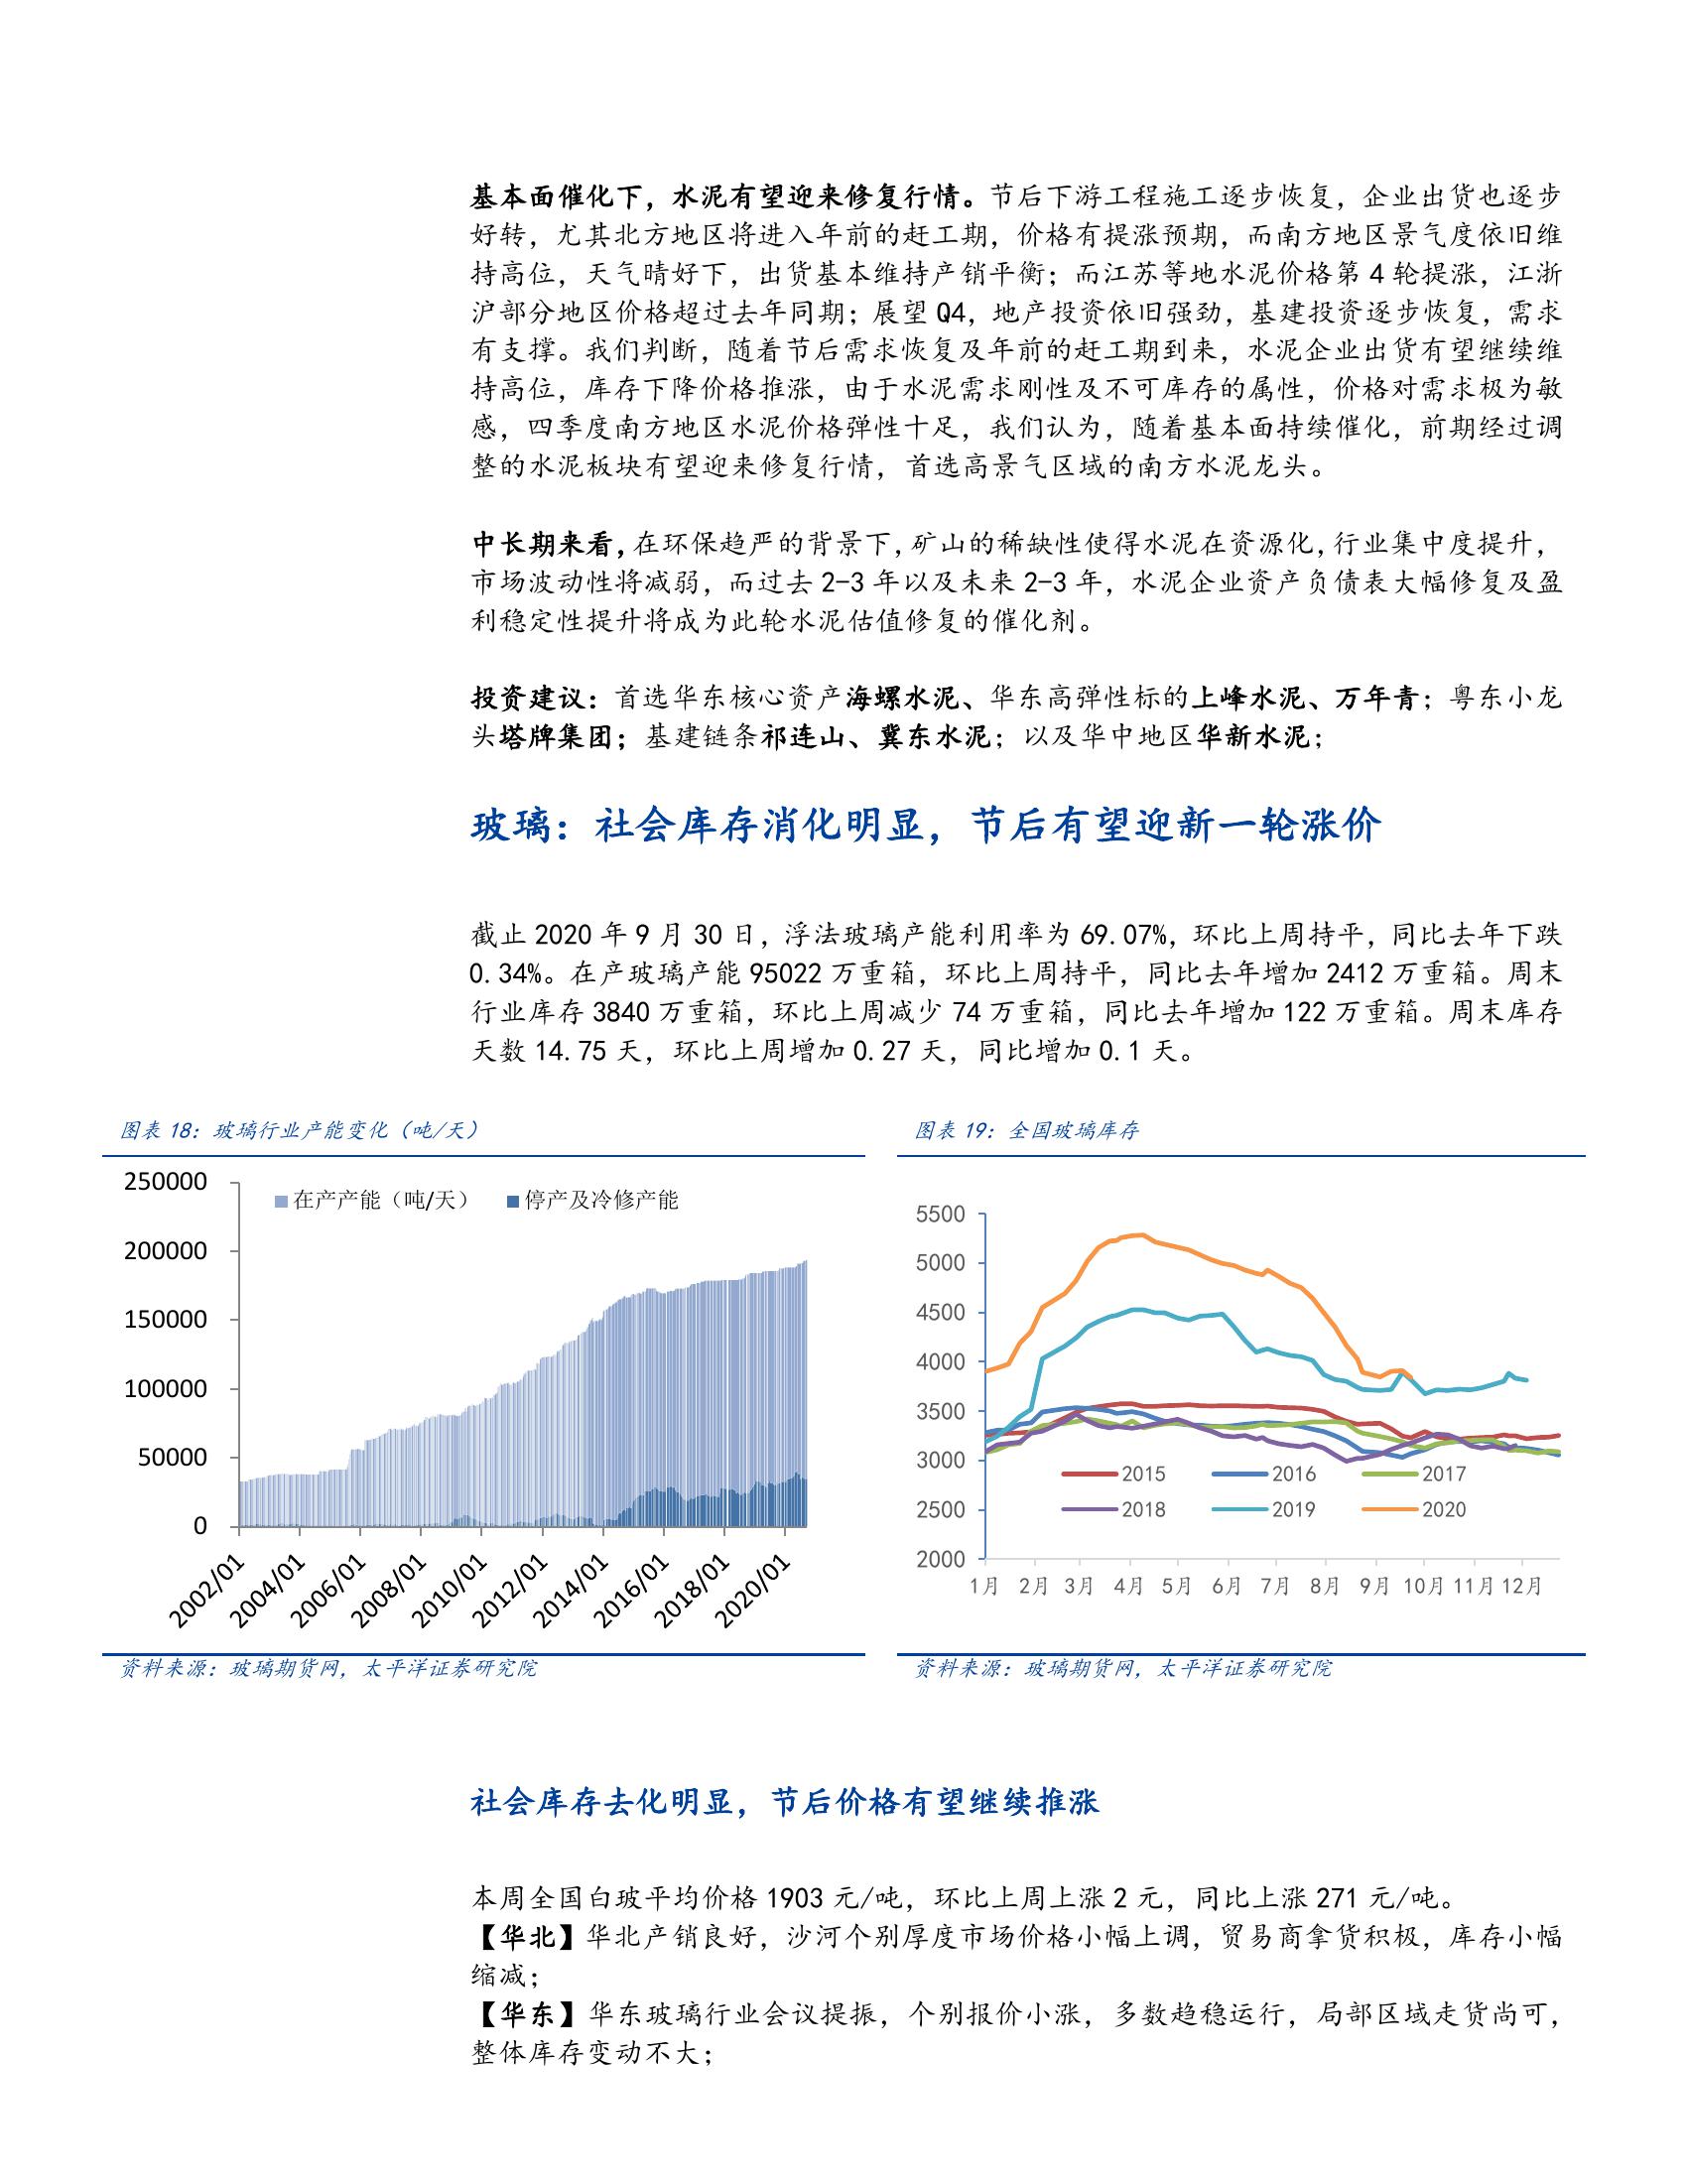 基本面催化下，水泥有望迎来修复行情。节后下游工程施工逐步恢复，企业出货也逐步
好转，尤其北方地区将进入年前的赶工期，价格有提涨预期，而南方地区景气度依旧维
持高位，天气晴好下，出货基本维持产销平衡；而江苏等地水泥价格第 4 轮提涨，江浙
沪部分地区价格超过去年同期；展望 Q4，地产投资依旧强劲，基建投资逐步恢复，需求
有支撑。我们判断，随着节后需求恢复及年前的赶工期到来，水泥企业出货有望继续维
持高位，库存下降价格推涨，由于水泥需求刚性及不可库存的属性，价格对需求极为敏
感，四季度南方地区水泥价格弹性十足，我们认为，随着基本面持续催化，前期经过调
整的水泥板块有望迎来修复行情，首选高景气区域的南方水泥龙头。
中长期来看，在环保趋严的背景下，矿山的稀缺性使得水泥在资源化，行业集中度提升，
市场波动性将减弱，而过去 2-3 年以及未来 2-3 年，水泥企业资产负债表大幅修复及盈
利稳定性提升将成为此轮水泥估值修复的催化剂。
投资建议：首选华东核心资产海螺水泥、华东高弹性标的上峰水泥、万年青；粤东小龙
头塔牌集团；基建链条祁连山、冀东水泥；以及华中地区华新水泥；
玻璃：社会库存消化明显，节后有望迎新一轮涨价
截止 2020 年 9 月 30 日，浮法玻璃产能利用率为 69.07%，环比上周持平，同比去年下跌
0.34%。在产玻璃产能 95022 万重箱，环比上周持平，同比去年增加 2412 万重箱。周末
行业库存 3840 万重箱，环比上周减少 74 万重箱，同比去年增加 122 万重箱。周末库存
天数 14.75 天，环比上周增加 0.27 天，同比增加 0.1 天。
图表 18：玻璃行业产能变化（吨/天）
250000
200000
150000
100000
50000
0
在产产能（吨/天） 停产及冷修产能
2002/01 2004/01 2006/01 2008/01 2010/01 2012/01 2014/01 2016/01 2018/01 2020/01
资料来源：玻璃期货网，太平洋证券研究院
图表 19：全国玻璃库存
5500
5000
4500
4000
3500
3000
2500
2000
2015 2016 2017
2018 2019 2020
1月 2月 3月 4月 5月 6月 7月 8月 9月 10月 11月 12月
资料来源：玻璃期货网，太平洋证券研究院
社会库存去化明显，节后价格有望继续推涨
本周全国白玻平均价格 1903 元/吨，环比上周上涨 2 元，同比上涨 271 元/吨。
【华北】华北产销良好，沙河个别厚度市场价格小幅上调，贸易商拿货积极，库存小幅
缩减；
【华东】华东玻璃行业会议提振，个别报价小涨，多数趋稳运行，局部区域走货尚可，
整体库存变动不大；